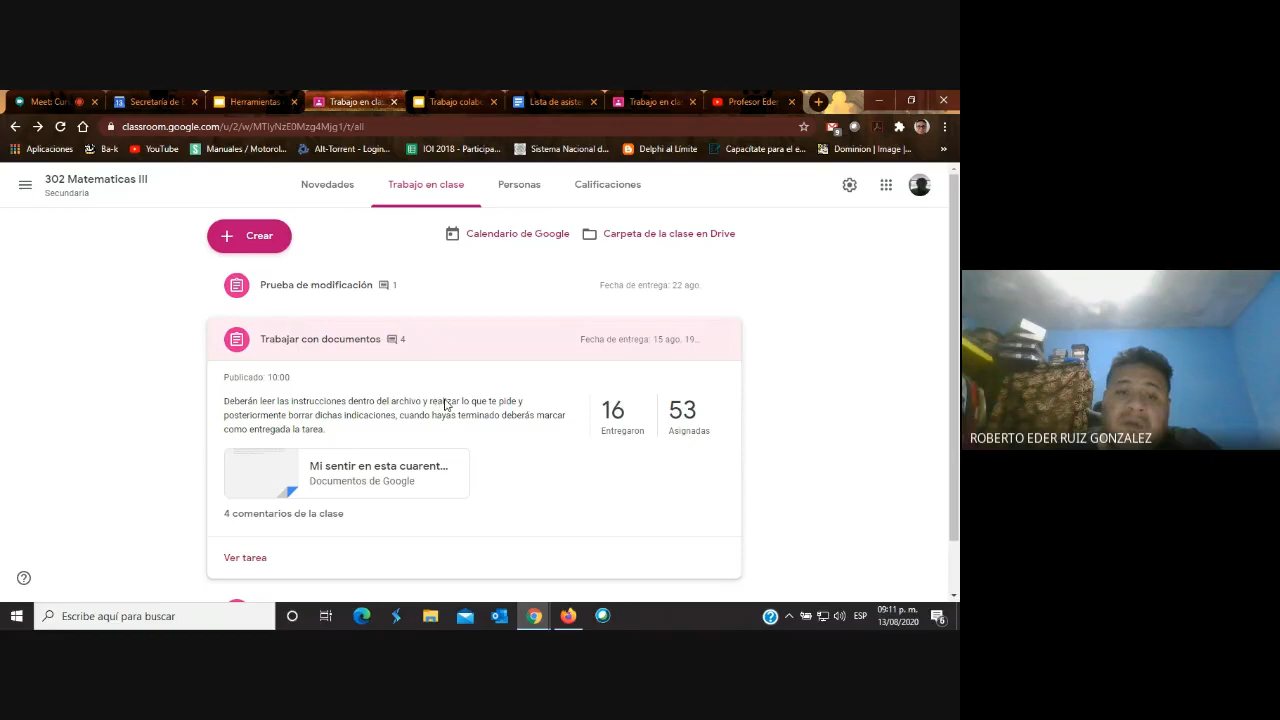 Meet: Cur
Secretaría de E
Herramientas
Trabajo en clas
Trabajo colabo
Lista de asisten
Trabajo en clas
Profesor Eder
classroom.google.com/u/2/w/MTIyNzE0Mzg4Mjg1/t/all
Aplicaciones
Ba-k
YouTube
Manuales / Motorol...
Alt-Torrent - Login...
IOI 2018 - Participa...
Sistema Nacional d...
Delphi al Límite
Capacítate para el e...
Dominion | Image |...
302 Matematicas III
Secundaria
Novedades
Trabajo en clase
Personas
Calificaciones
Crear
Calendario de Google
Carpeta de la clase en Drive
Prueba de modificación 1
Fecha de entrega: 22 ago.
Trabajar con documentos 4
Fecha de entrega: 15 ago. 19...
Publicado: 10:00
Deberán leer las instrucciones dentro del archivo y realizar lo que te pide y
posteriormente borrar dichas indicaciones, cuando hayas terminado deberás marcar
como entregada la tarea.
16
Entregaron
53
Asignadas
Mi sentir en esta cuarent...
Documentos de Google
4 comentarios de la clase
Ver tarea
ROBERTO EDER RUIZ GONZALEZ
Escribe aquí para buscar
ESP
09:11 p. m.
13/08/2020
6